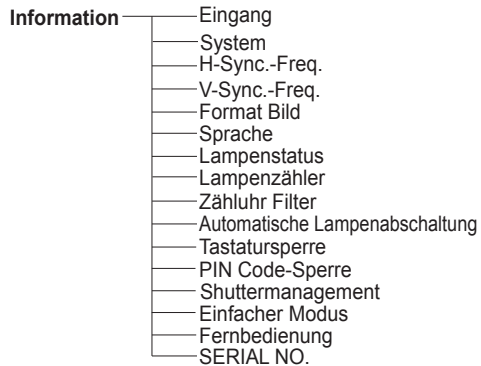 Information
Eingang
System
H-Sync.-Freq.
V-Sync.-Freq.
Format Bild
Sprache
Lampenstatus
Lampenzähler
Zähluhr Filter
Automatische Lampenabschaltung
Tastatursperre
PIN Code-Sperre
Shuttermanagement
Einfacher Modus
Fernbedienung
SERIAL NO.